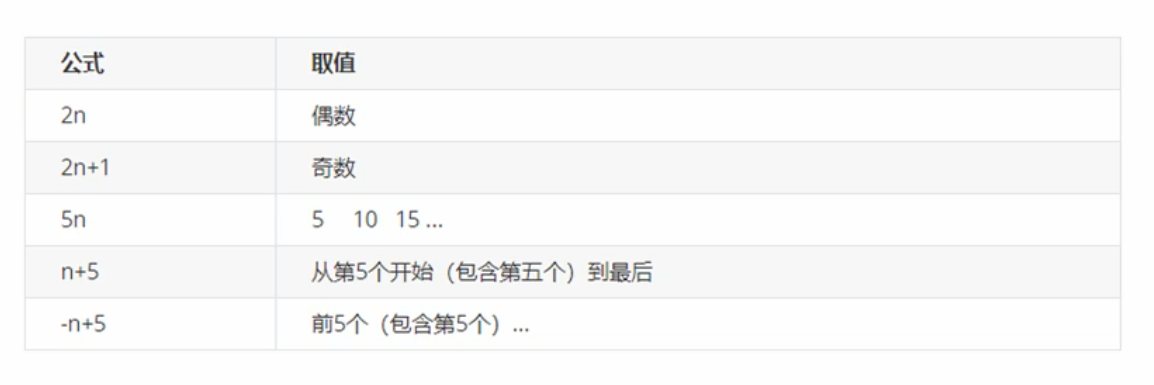 公式 取值
2n 偶数
2n+1 奇数
5n 5 10 15 ...
n+5 从第5个开始（包含第五个）到最后
-n+5 前5个（包含第5个）...